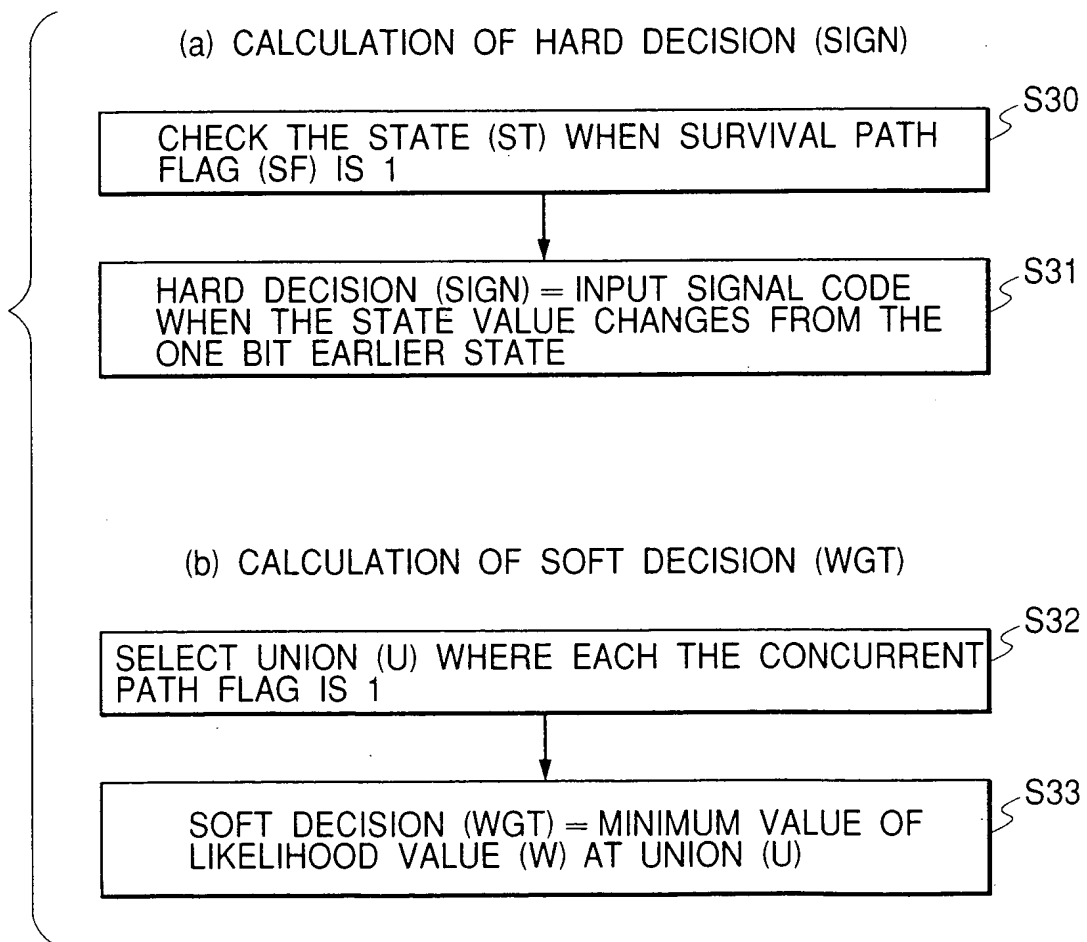 (a) CALCULATION OF HARD DECISION (SIGN)
S30
CHECK THE STATE (ST) WHEN SURVIVAL PATH
FLAG (SF) IS 1
S31
HARD DECISION (SIGN) = INPUT SIGNAL CODE
WHEN THE STATE VALUE CHANGES FROM THE
ONE BIT EARLIER STATE
(b) CALCULATION OF SOFT DECISION (WGT)
S32
SELECT UNION (U) WHERE EACH THE CONCURRENT
PATH FLAG IS 1
S33
SOFT DECISION (WGT) = MINIMUM VALUE OF
LIKELIHOOD VALUE (W) AT UNION (U)